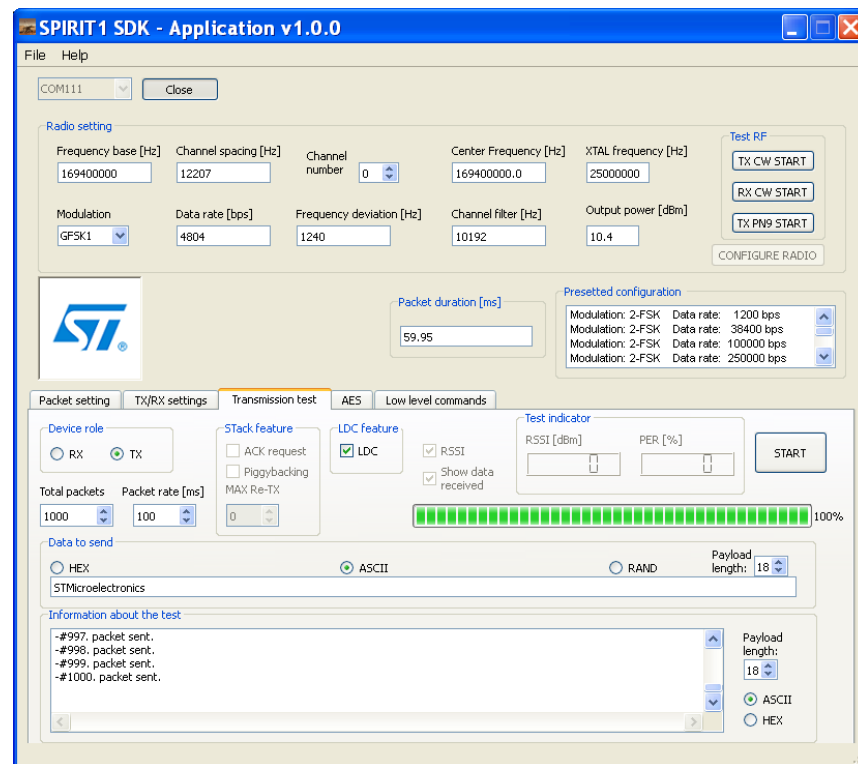 SPIRIT1 SDK - Application v1.0.0
File Help
COM111 Close
Radio setting
Frequency base [Hz] Channel spacing [Hz] Channel number Center Frequency [Hz] XTAL frequency [Hz]
169400000 12207 0 169400000.0 25000000
Modulation Data rate [bps] Frequency deviation [Hz] Channel filter [Hz] Output power [dBm]
GFSK1 4804 1240 10192 10.4
Test RF
TX CW START
RX CW START
TX PN9 START
CONFIGURE RADIO
ST
Packet duration [ms]
59.95
Presetted configuration
Modulation: 2-FSK Data rate: 1200 bps
Modulation: 2-FSK Data rate: 38400 bps
Modulation: 2-FSK Data rate: 100000 bps
Modulation: 2-FSK Data rate: 250000 bps
Packet setting TX/RX settings Transmission test AES Low level commands
Device role
RX TX
Total packets Packet rate [ms]
1000 100
STack feature
ACK request
Piggybacking
MAX Re-TX
0
LDC feature
LDC
RSSI
Show data
received
Test indicator
RSSI [dBm] PER [%]
0 0
START
100%
Data to send
HEX ASCII RAND
Payload
length: 18
STMicroelectronics
Information about the test
-#997. packet sent.
-#998. packet sent.
-#999. packet sent.
-#1000. packet sent.
Payload
length:
18
ASCII
HEX